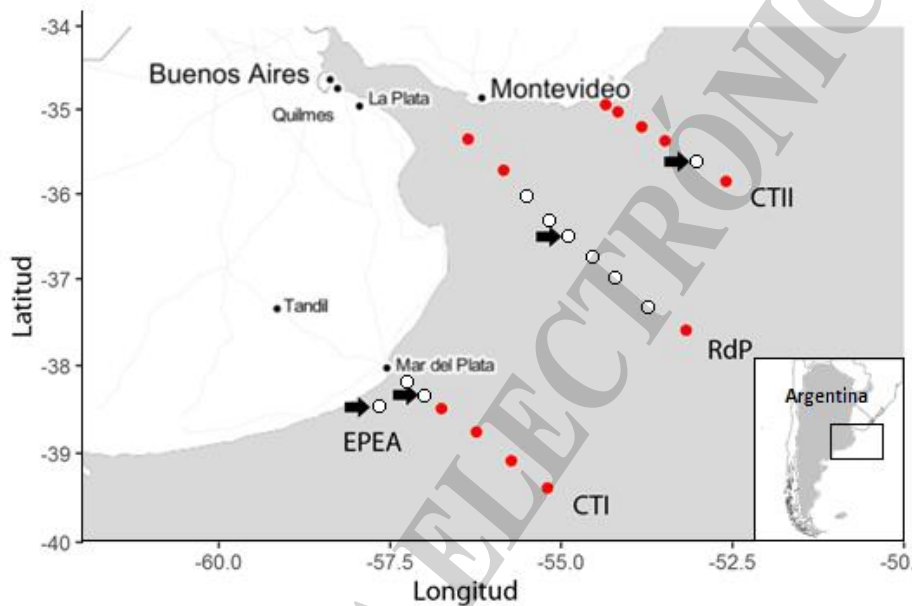 -34
-35
-36
-37
-38
-39
-40
Latitud
Buenos Aires
Montevideo
La Plata
Quilmes
CTII
Tandil
RdP
Mar del Plata
Argentina
EPEA
CTI
-60.0
-57.5
-55.0
-52.5
-50.
Longitud
ELECTRÓNIC